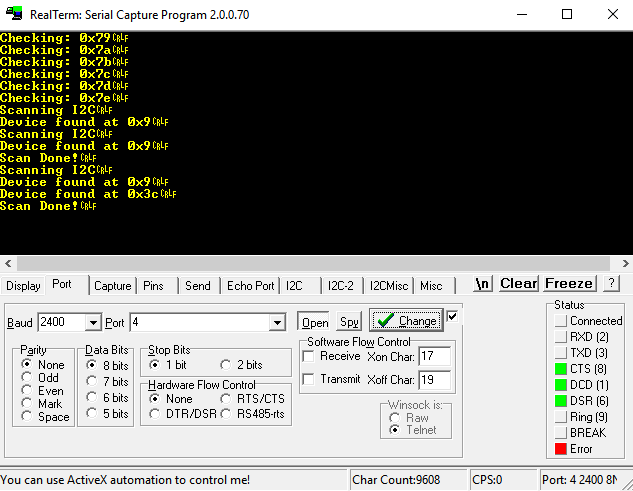 RealTerm: Serial Capture Program 2.0.0.70
Checking: 0x79CRLF
Checking: 0x7aCRLF
Checking: 0x7bCRLF
Checking: 0x7cCRLF
Checking: 0x7dCRLF
Checking: 0x7eCRLF
Scanning I2CCRLF
Device found at 0x9CRLF
Scanning I2CCRLF
Device found at 0x9CRLF
Scan Done!CRLF
Scanning I2CCRLF
Device found at 0x9CRLF
Device found at 0x3cCRLF
Scan Done!CRLF
Display Port Capture Pins Send Echo Port I2C I2C-2 I2CMisc Misc \n Clear Freeze ?
Baud 2400 Port 4 Open Spy Change
Parity
None
Odd
Even
Mark
Space
Data Bits
8 bits
7 bits
6 bits
5 bits
Stop Bits
1 bit 2 bits
Hardware Flow Control
None RTS/CTS
DTR/DSR RS485-rts
Software Flow Control
Receive Xon Char: 17
Transmit Xoff Char: 19
Winsock is:
Raw
Telnet
Status
Connected
RXD (2)
TXD (3)
CTS (8)
DCD (1)
DSR (6)
Ring (9)
BREAK
Error
You can use ActiveX automation to control me! Char Count:9608 CPS:0 Port: 4 2400 8N